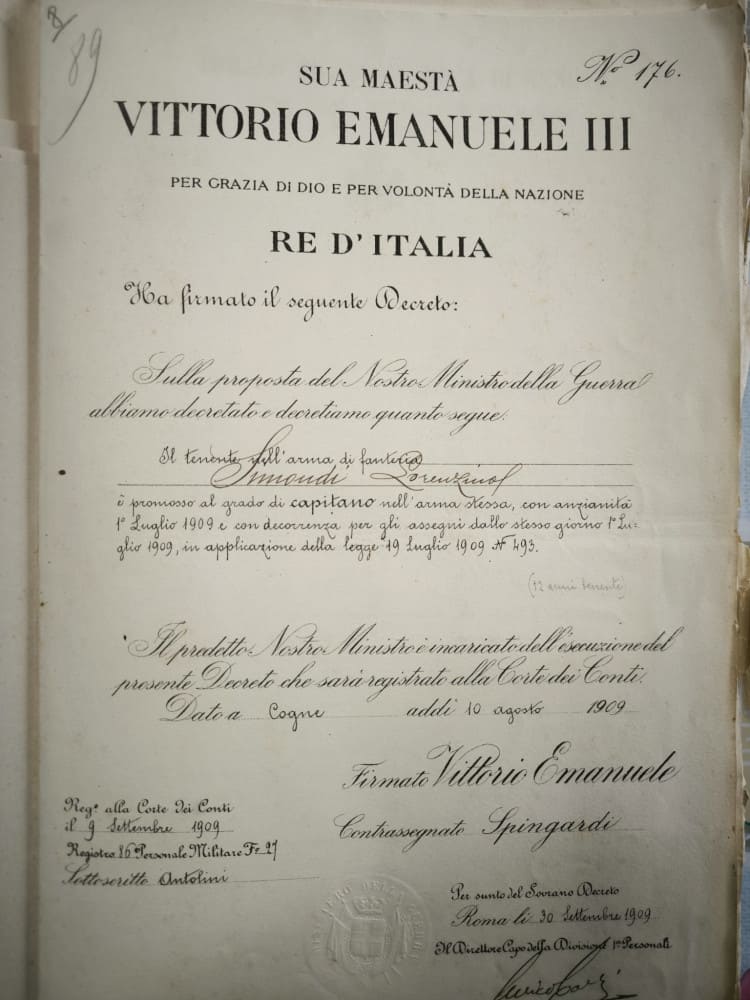 89
N.º 176.
SUA MAESTÀ
VITTORIO EMANUELE III
PER GRAZIA DI DIO E PER VOLONTÀ DELLA NAZIONE
RE D'ITALIA
Ha firmato il seguente Decreto:
Sulla proposta del Nostro Ministro della Guerra
abbiamo decretato e decretiamo quanto segue:
Il tenente nell'arma di fanteria
Simondi Lorenzino
è promosso al grado di capitano nell'arma stessa, con anzianità
1° Luglio 1909 e con decorrenza per gli assegni dallo stesso giorno 1° Lu=
glio 1909, in applicazione della legge 19 Luglio 1909 N° 493.
(12 anni tenente)
Il predetto Nostro Ministro è incaricato dell'esecuzione del
presente Decreto che sarà registrato alla Corte dei Conti.
Dato a Cogne addì 10 agosto 1909
Firmato Vittorio Emanuele
Contrassegnato Spingardi
Reg° alla Corte dei Conti
il 9 Settembre 1909
Registro 86 Personale Militare F° 27
Sottoscritto Antolini
Per sunto del Sovrano Decreto
Roma li 30 Settembre 1909
Il Direttore Capo della Divisione 1ª Personali